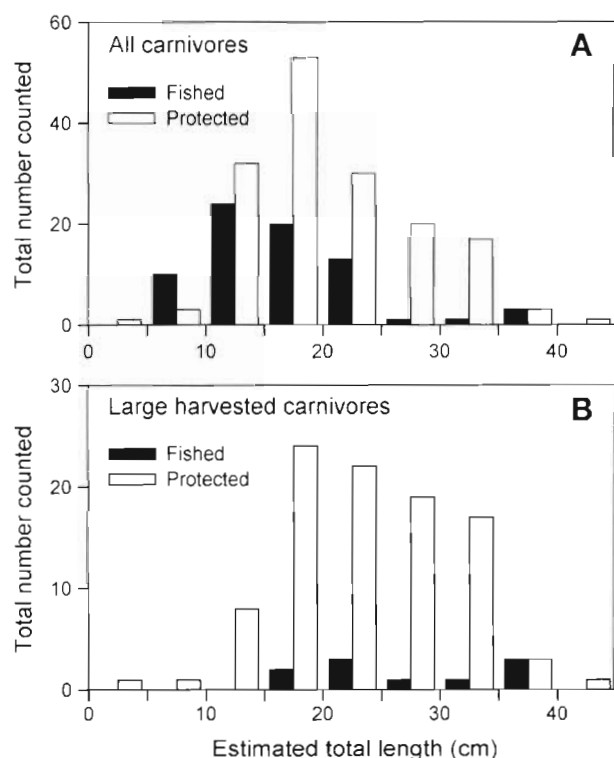 All carnivores
A
Fished
Protected
Total number counted
60
40
20
0
0
10
20
30
40
Large harvested carnivores
B
Fished
Protected
Total number counted
30
20
10
0
0
10
20
30
40
Estimated total length (cm)